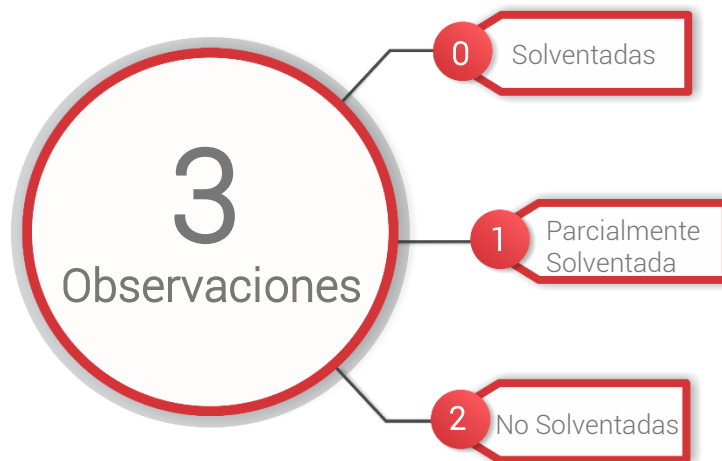 3
Observaciones
0
Solventadas
1
Parcialmente
Solventada
2
No Solventadas